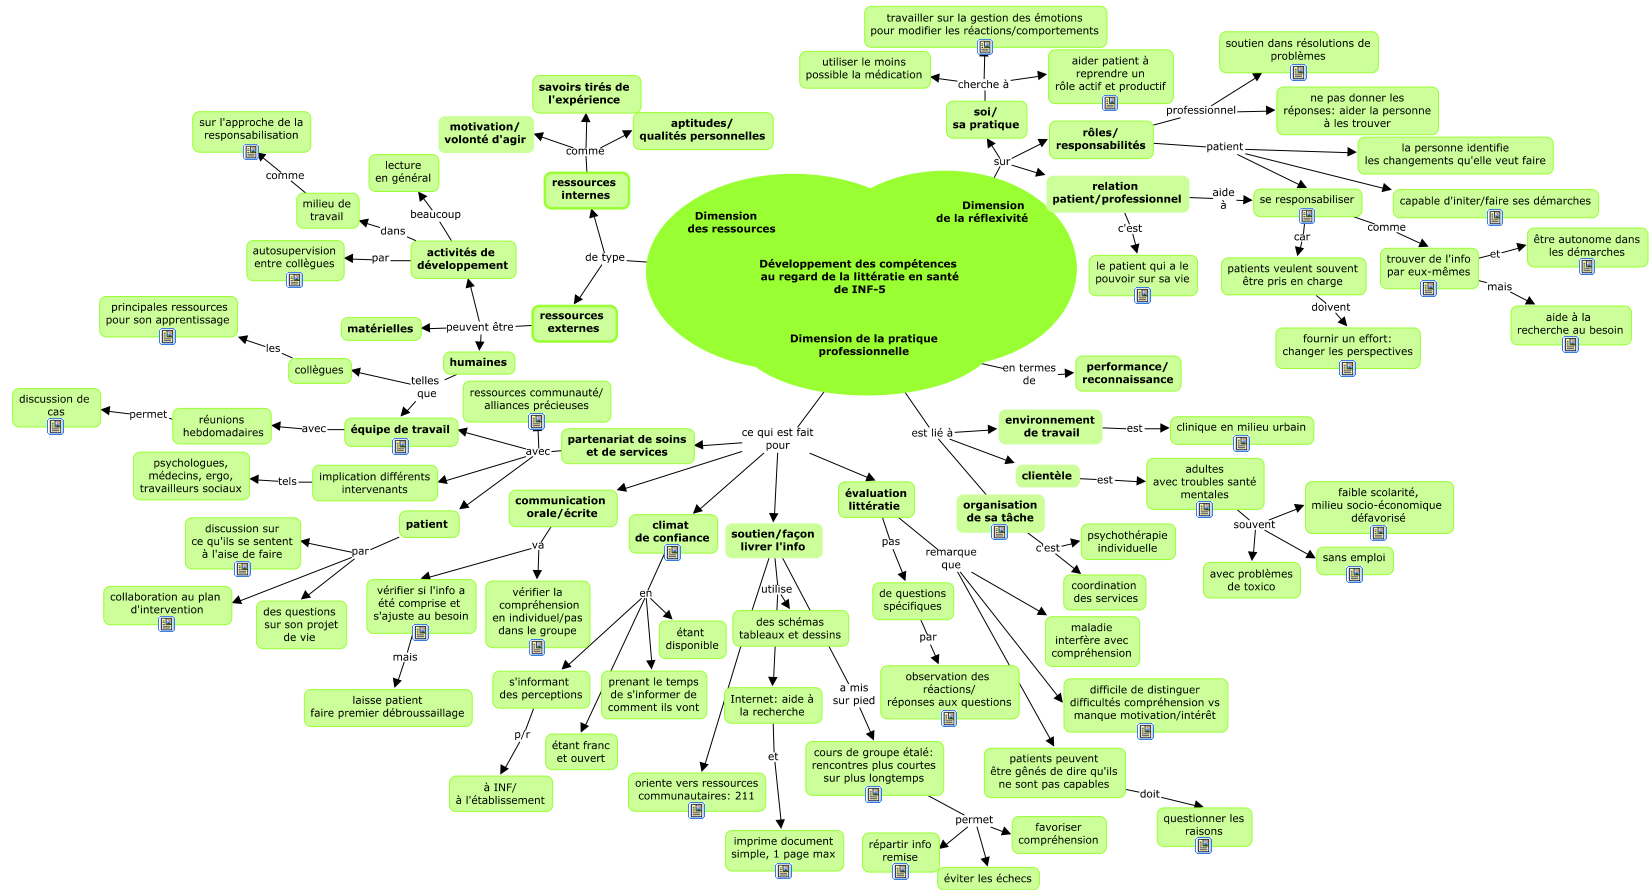 travailler sur la gestion des émotions
pour modifier les réactions/comportements
utiliser le moins
possible la médication
aider patient à
reprendre un
rôle actif et productif
cherche à
soi/
sa pratique
soutien dans résolutions de
problèmes
professionnel
ne pas donner les
réponses: aider la personne
à les trouver
rôles/
responsabilités
patient
la personne identifie
les changements qu'elle veut faire
capable d'initer/faire ses démarches
sur
relation
patient/professionnel
aide
à
se responsabiliser
c'est
le patient qui a le
pouvoir sur sa vie
car
comme
patients veulent souvent
être pris en charge
doivent
fournir un effort:
changer les perspectives
trouver de l'info
par eux-mêmes
et
être autonome dans
les démarches
mais
aide à la
recherche au besoin
savoirs tirés de
l'expérience
motivation/
volonté d'agir
aptitudes/
qualités personnelles
comme
ressources
internes
sur l'approche de la
responsabilisation
comme
lecture
en général
milieu de
travail
beaucoup
dans
autosupervision
entre collègues
par
activités de
développement
de type
ressources
externes
peuvent être
matérielles
humaines
principales ressources
pour son apprentissage
les
collègues
telles
que
Dimension
des ressources
Dimension
de la réflexivité
Développement des compétences
au regard de la littératie en santé
de INF-5
Dimension de la pratique
professionnelle
en termes
de
performance/
reconnaissance
discussion de
cas
permet
réunions
hebdomadaires
avec
équipe de travail
ressources communauté/
alliances précieuses
partenariat de soins
et de services
avec
psychologues,
médecins, ergo,
travailleurs sociaux
tels
implication différents
intervenants
patient
par
discussion sur
ce qu'ils se sentent
à l'aise de faire
collaboration au plan
d'intervention
des questions
sur son projet
de vie
ce qui est fait
pour
communication
orale/écrite
va
vérifier si l'info a
été comprise et
s'ajuste au besoin
mais
laisse patient
faire premier débroussaillage
vérifier la
compréhension
en individuel/pas
dans le groupe
climat
de confiance
en
s'informant
des perceptions
p/r
à INF/
à l'établissement
étant franc
et ouvert
prenant le temps
de s'informer de
comment ils vont
étant
disponible
soutien/façon
livrer l'info
utilise
des schémas
tableaux et dessins
Internet: aide à
la recherche
et
imprime document
simple, 1 page max
oriente vers ressources
communautaires: 211
a mis
sur pied
cours de groupe étalé:
rencontres plus courtes
sur plus longtemps
permet
répartir info
remise
éviter les échecs
favoriser
compréhension
évaluation
littératie
pas
de questions
spécifiques
par
observation des
réactions/
réponses aux questions
remarque
que
maladie
interfère avec
compréhension
difficile de distinguer
difficultés compréhension vs
manque motivation/intérêt
patients peuvent
être gênés de dire qu'ils
ne sont pas capables
doit
questionner les
raisons
est lié à
environnement
de travail
est
clinique en milieu urbain
clientèle
est
adultes
avec troubles santé
mentales
souvent
faible scolarité,
milieu socio-économique
défavorisé
sans emploi
avec problèmes
de toxico
organisation
de sa tâche
c'est
psychothérapie
individuelle
coordination
des services